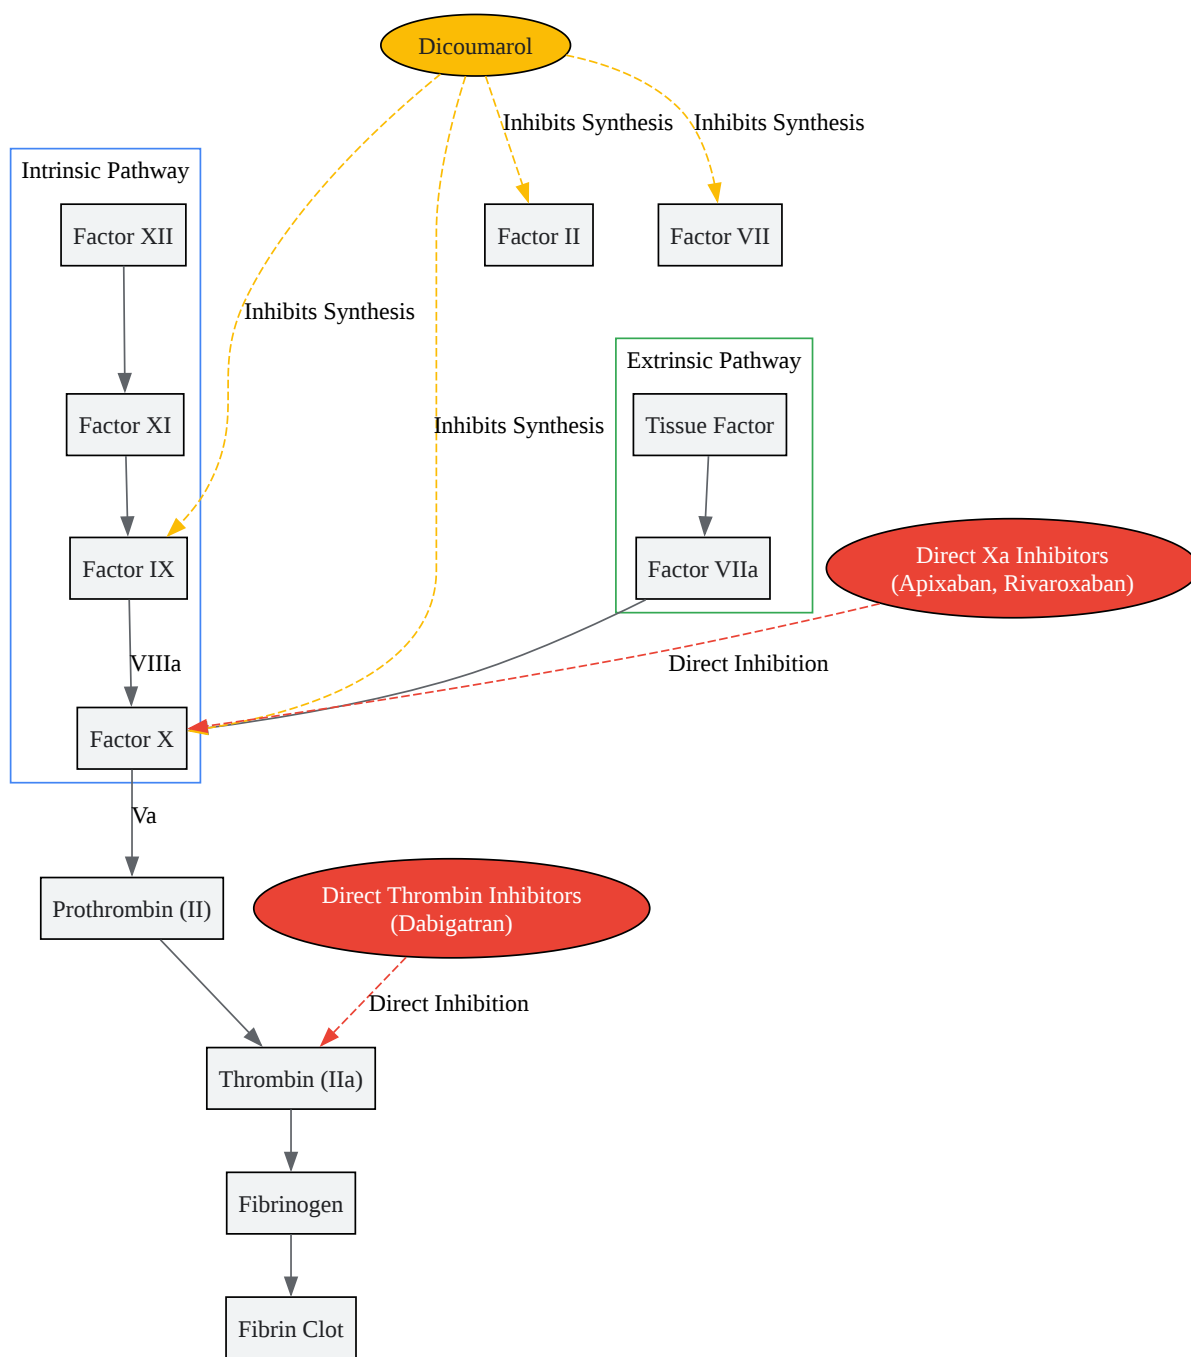 Dicoumarol
Inhibits Synthesis
Inhibits Synthesis
Intrinsic Pathway
Factor XII
Factor II
Factor VII
Inhibits Synthesis
Extrinsic Pathway
Factor XI
Inhibits Synthesis
Tissue Factor
Factor IX
Factor VIIa
Direct Xa Inhibitors
(Apixaban, Rivaroxaban)
VIIIa
Direct Inhibition
Factor X
Va
Prothrombin (II)
Direct Thrombin Inhibitors
(Dabigatran)
Direct Inhibition
Thrombin (IIa)
Fibrinogen
Fibrin Clot